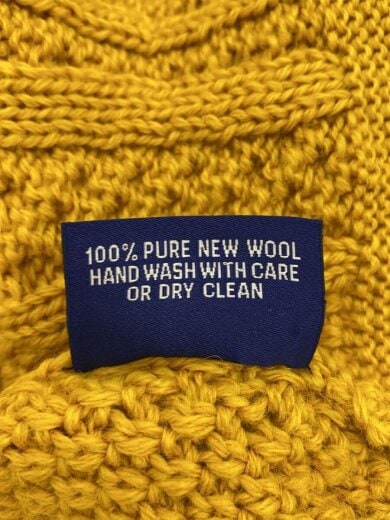 100% PURE NEW WOOL
HAND WASH WITH CARE
OR DRY CLEAN